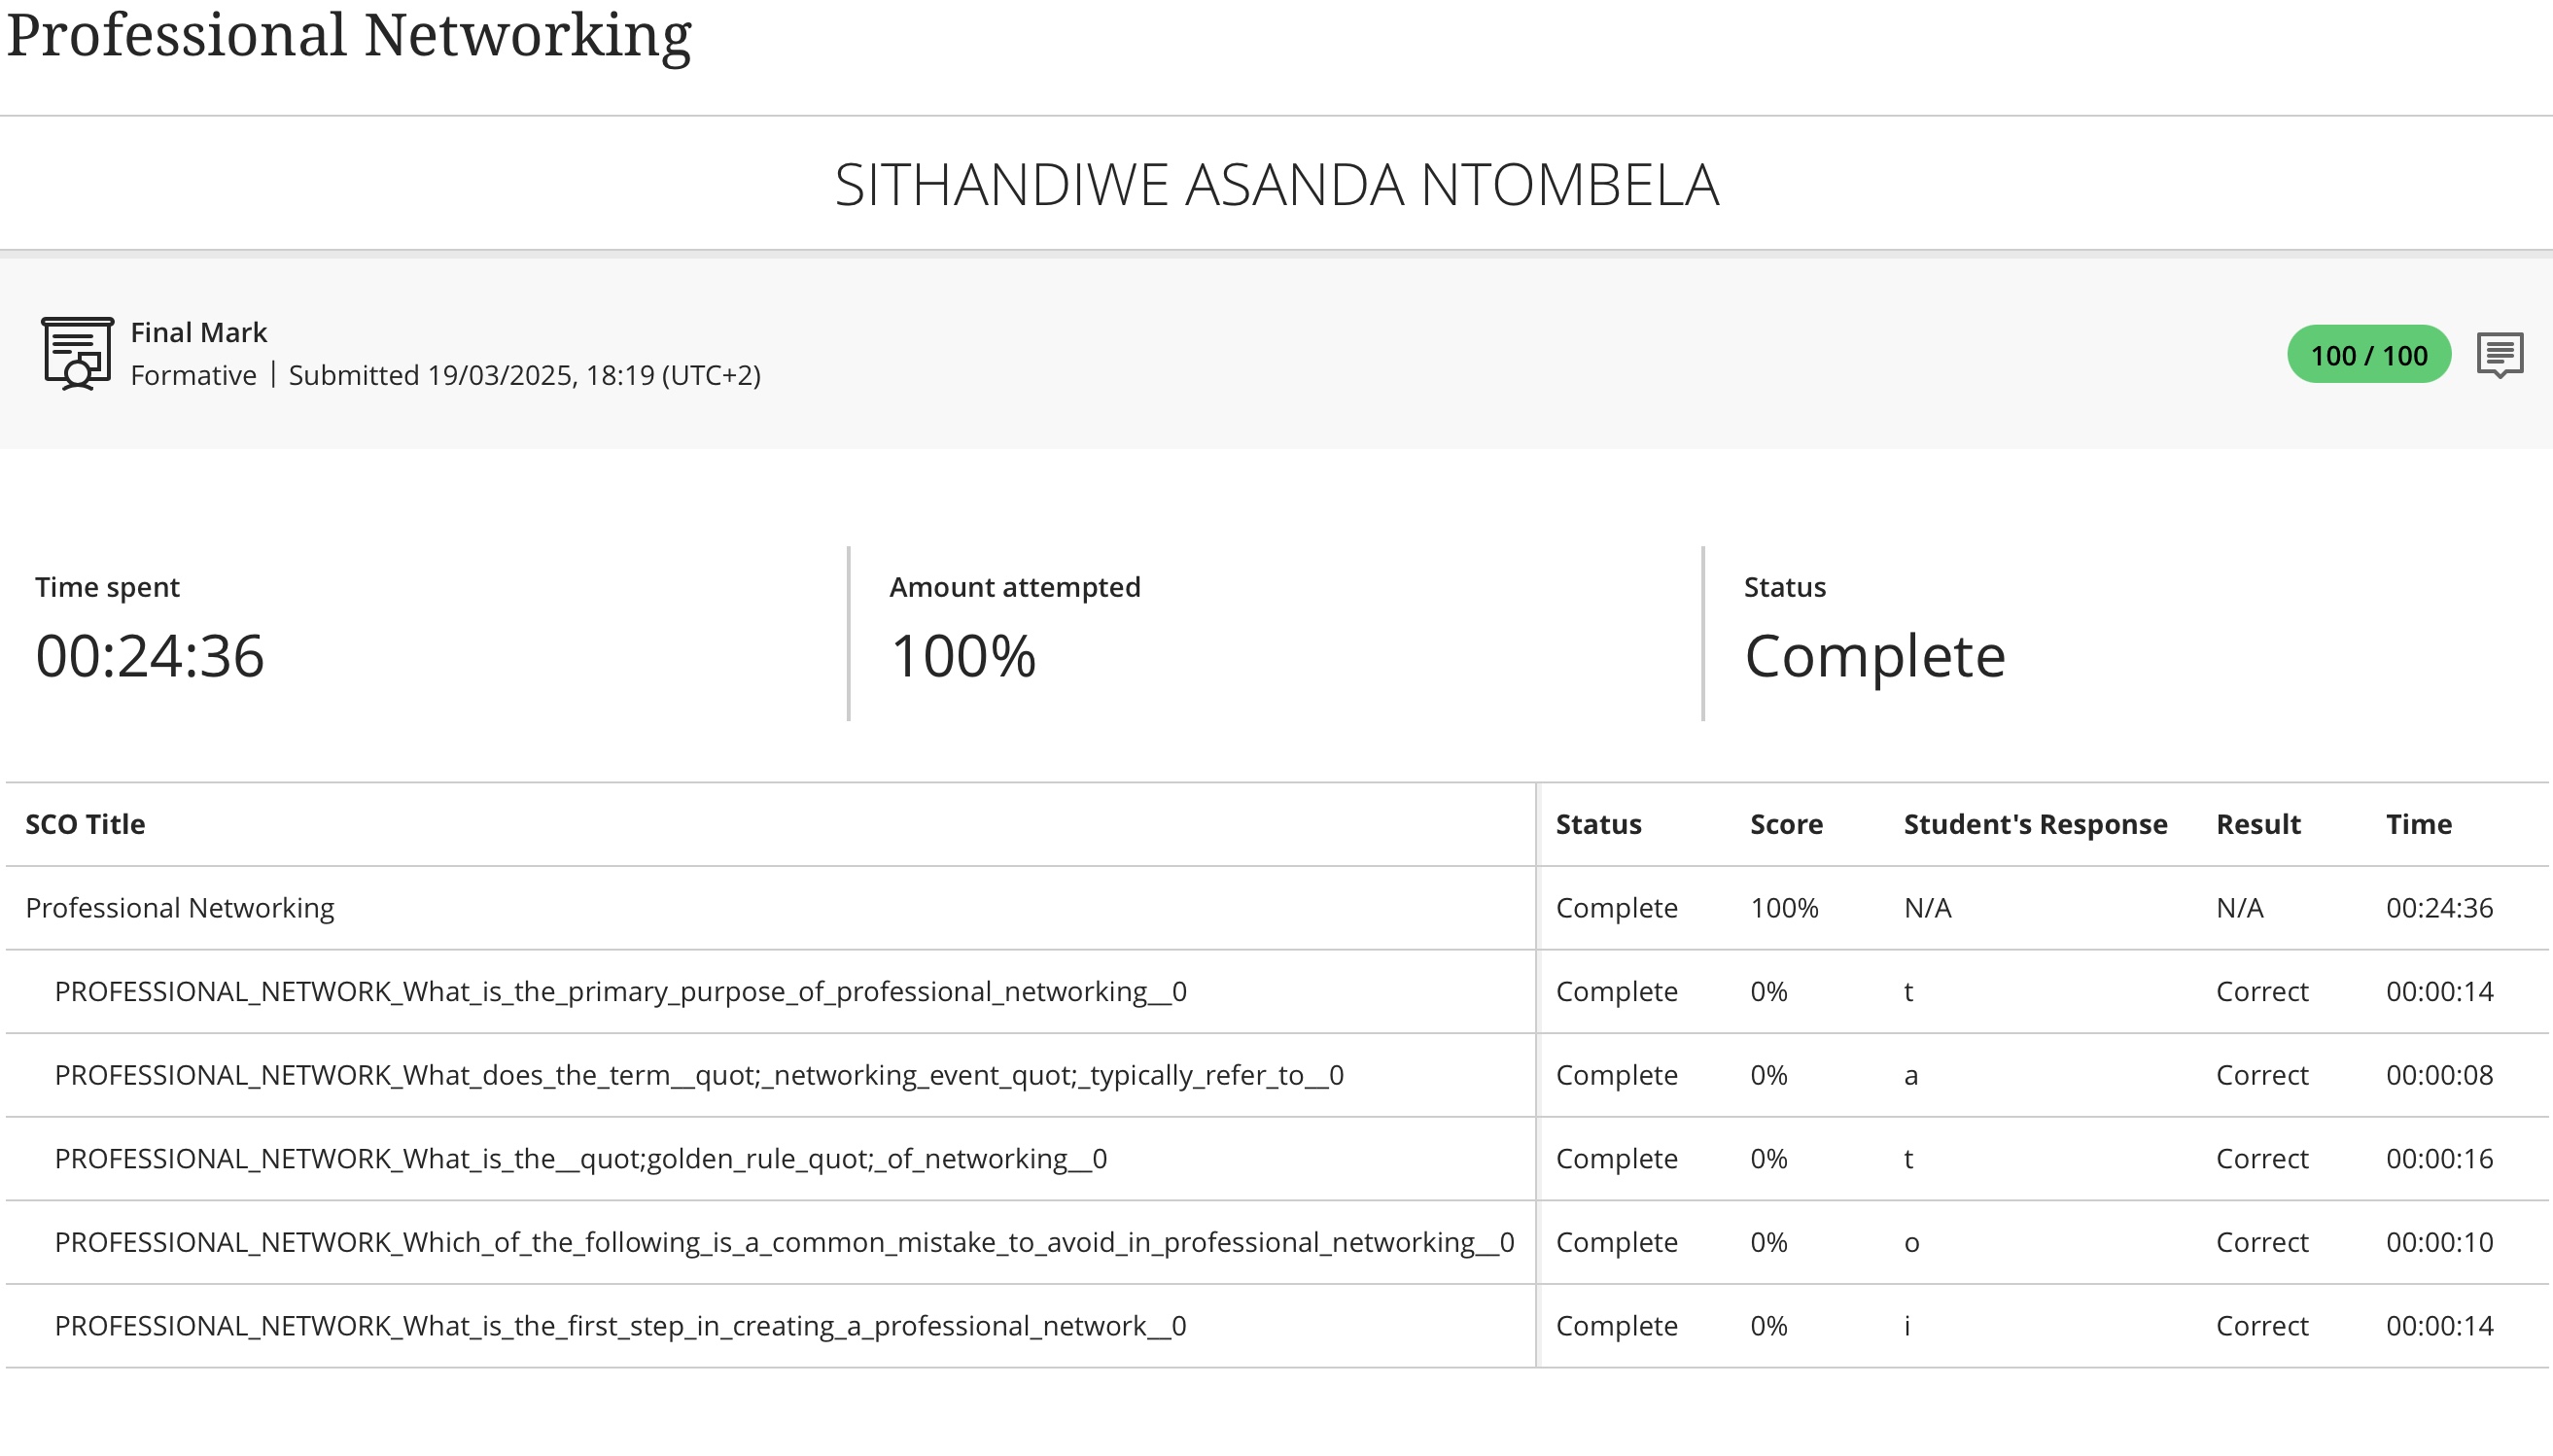 Professional Networking
SITHANDIWE ASANDA NTOMBELA
Final Mark
Formative | Submitted 19/03/2025, 18:19 (UTC+2)
100 / 100
Time spent
00:24:36
Amount attempted
100%
Status
Complete
SCO Title Status Score Student's Response Result Time
Professional Networking Complete 100% N/A N/A 00:24:36
PROFESSIONAL_NETWORK_What_is_the_primary_purpose_of_professional_networking__0 Complete 0% t Correct 00:00:14
PROFESSIONAL_NETWORK_What_does_the_term__quot;_networking_event_quot;_typically_refer_to__0 Complete 0% a Correct 00:00:08
PROFESSIONAL_NETWORK_What_is_the__quot;golden_rule_quot;_of_networking__0 Complete 0% t Correct 00:00:16
PROFESSIONAL_NETWORK_Which_of_the_following_is_a_common_mistake_to_avoid_in_professional_networking__0 Complete 0% o Correct 00:00:10
PROFESSIONAL_NETWORK_What_is_the_first_step_in_creating_a_professional_network__0 Complete 0% i Correct 00:00:14